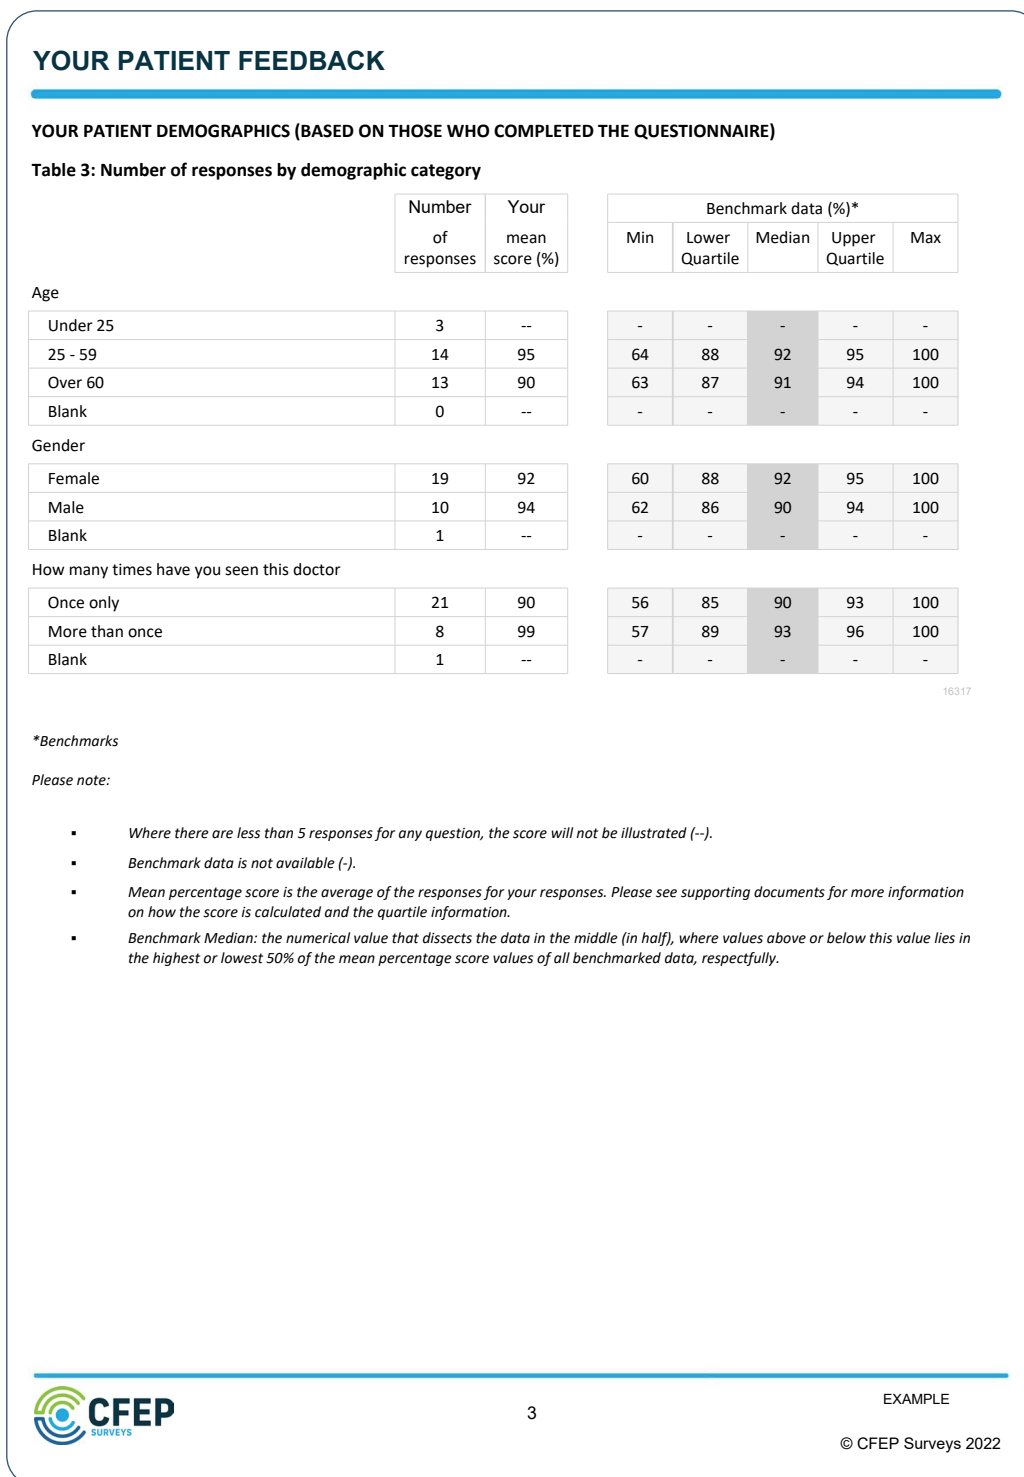 YOUR PATIENT FEEDBACK
YOUR PATIENT DEMOGRAPHICS (BASED ON THOSE WHO COMPLETED THE QUESTIONNAIRE)
Table 3: Number of responses by demographic category
Number of responses Your mean score (%) Benchmark data (%)*
Min Lower Quartile Median Upper Quartile Max
Age
Under 25 3 -- - - - - -
25 - 59 14 95 64 88 92 95 100
Over 60 13 90 63 87 91 94 100
Blank 0 -- - - - - -
Gender
Female 19 92 60 88 92 95 100
Male 10 94 62 86 90 94 100
Blank 1 -- - - - - -
How many times have you seen this doctor
Once only 21 90 56 85 90 93 100
More than once 8 99 57 89 93 96 100
Blank 1 -- - - - - -
16317
*Benchmarks
Please note:
▪ Where there are less than 5 responses for any question, the score will not be illustrated (--).
▪ Benchmark data is not available (-).
▪ Mean percentage score is the average of the responses for your responses. Please see supporting documents for more information
on how the score is calculated and the quartile information.
▪ Benchmark Median: the numerical value that dissects the data in the middle (in half), where values above or below this value lies in
the highest or lowest 50% of the mean percentage score values of all benchmarked data, respectfully.
CFEP
SURVEYS
3
EXAMPLE
© CFEP Surveys 2022